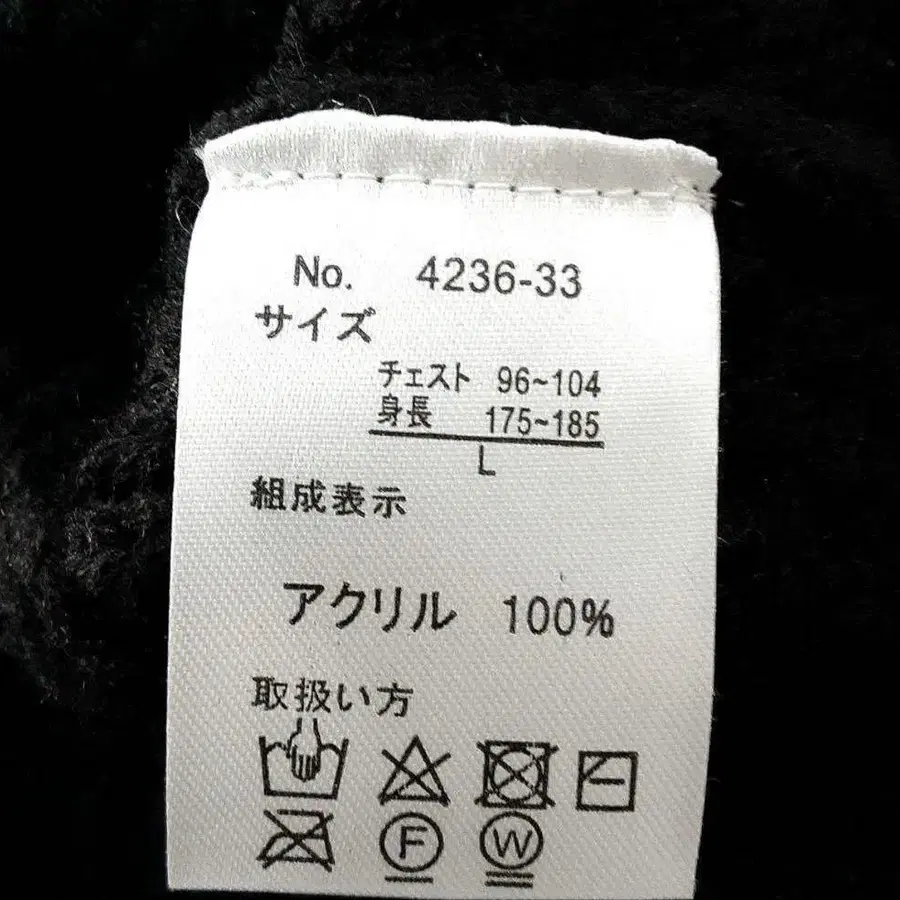 No. 4236-33
サイズ
チェスト 96~104
身長 175~185
L
組成表示
アクリル 100%
取扱い方
F W